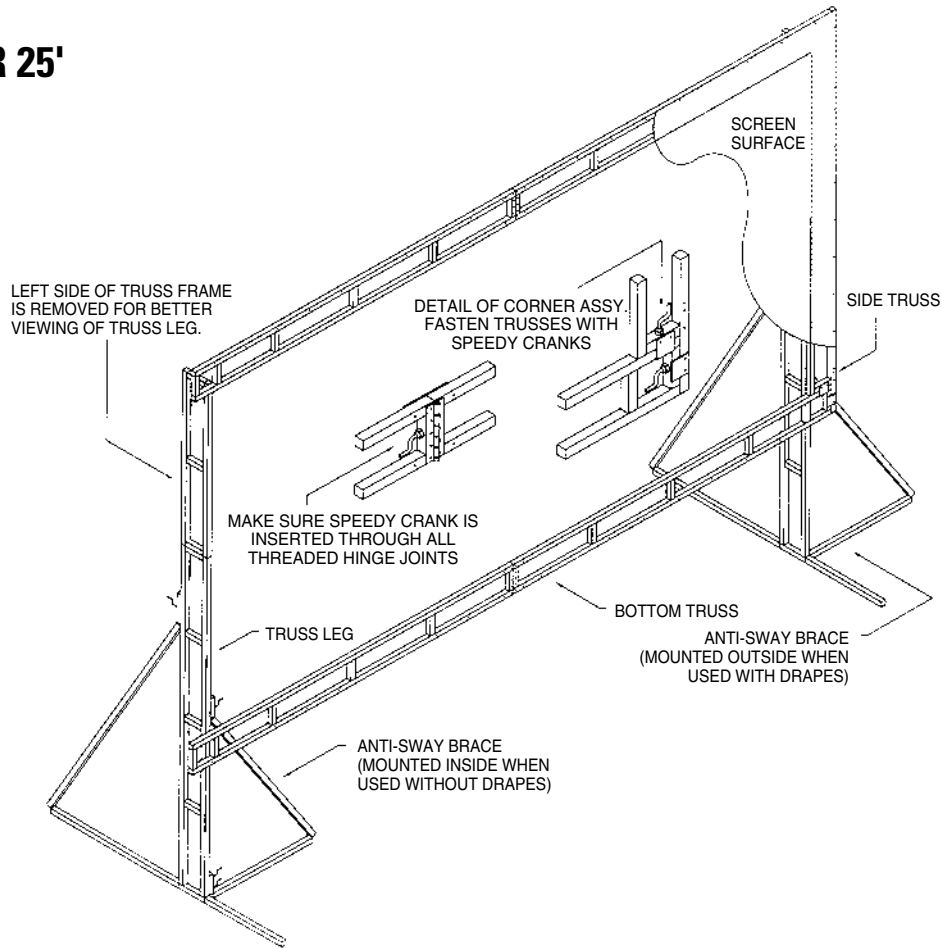 R 25'
SCREEN
SURFACE
LEFT SIDE OF TRUSS FRAME
IS REMOVED FOR BETTER
VIEWING OF TRUSS LEG.
DETAIL OF CORNER ASSY.
FASTEN TRUSSES WITH
SPEEDY CRANKS
SIDE TRUSS
MAKE SURE SPEEDY CRANK IS
INSERTED THROUGH ALL
THREADED HINGE JOINTS
BOTTOM TRUSS
TRUSS LEG
ANTI-SWAY BRACE
(MOUNTED OUTSIDE WHEN
USED WITH DRAPES)
ANTI-SWAY BRACE
(MOUNTED INSIDE WHEN
USED WITHOUT DRAPES)